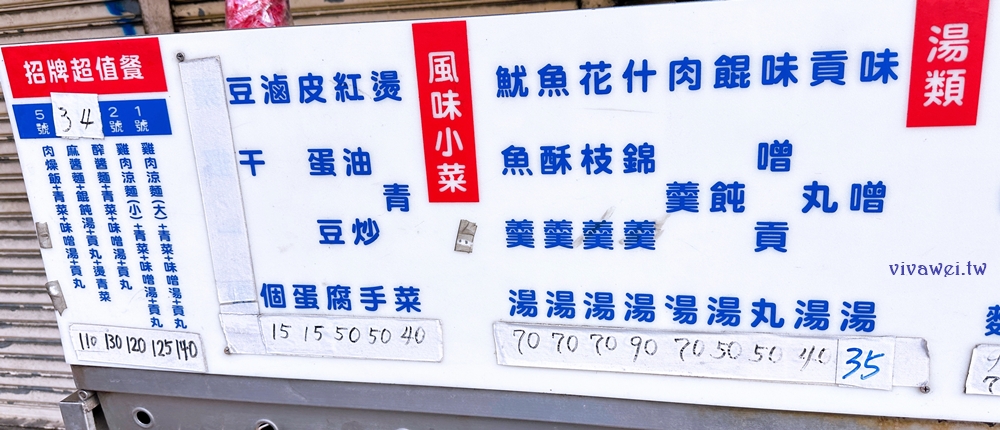 湯類
味噌湯
貢丸湯
味噌貢丸
餛飩湯
肉羹湯
什錦羹湯
花枝羹湯
魚酥羹湯
魷魚羹湯
70 70 70 90 70 50 50 40 35
風味小菜
燙青菜
紅油炒手
皮蛋豆腐
滷蛋
豆干個
15 15 50 50 40
招牌超值餐
1號
2號
3 4
5號
雞肉涼麵(大)+青菜+味噌湯+貢丸
雞肉涼麵(小)+青菜+味噌湯+貢丸
醡醬麵+青菜+味噌湯+貢丸
麻醬麵+餛飩湯+貢丸+燙青菜
肉燥飯+青菜+味噌湯+貢丸
110 130 120 125 140
vivawei.tw